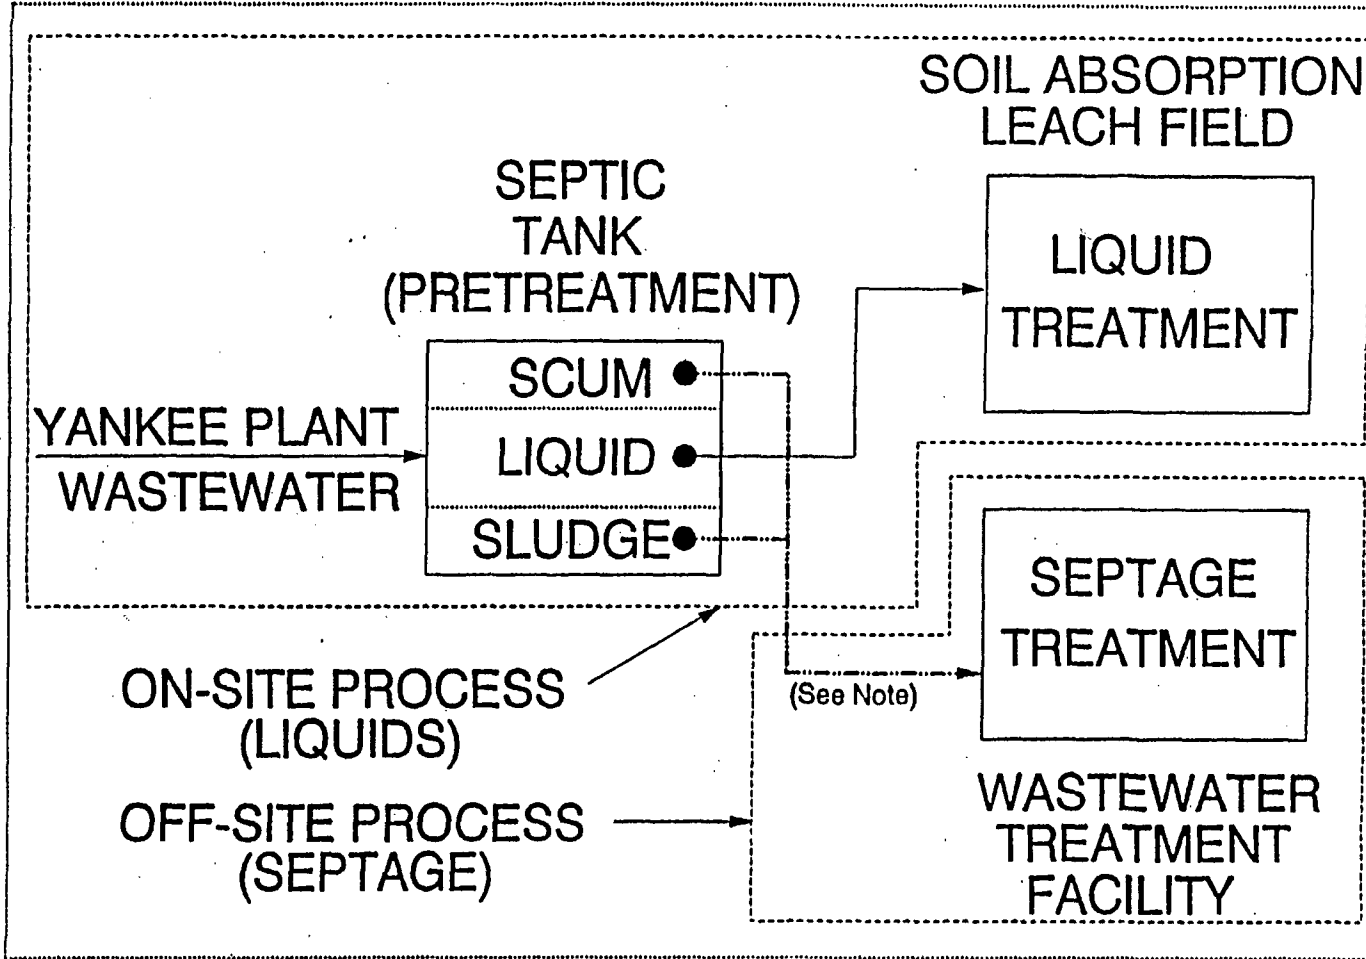 SOIL ABSORPTION
LEACH FIELD
SEPTIC
TANK
(PRETREATMENT)
LIQUID
TREATMENT
SCUM
YANKEE PLANT
WASTEWATER
LIQUID
SLUDGE
SEPTAGE
TREATMENT
(See Note)
ON-SITE PROCESS
(LIQUIDS)
OFF-SITE PROCESS
(SEPTAGE)
WASTEWATER
TREATMENT
FACILITY